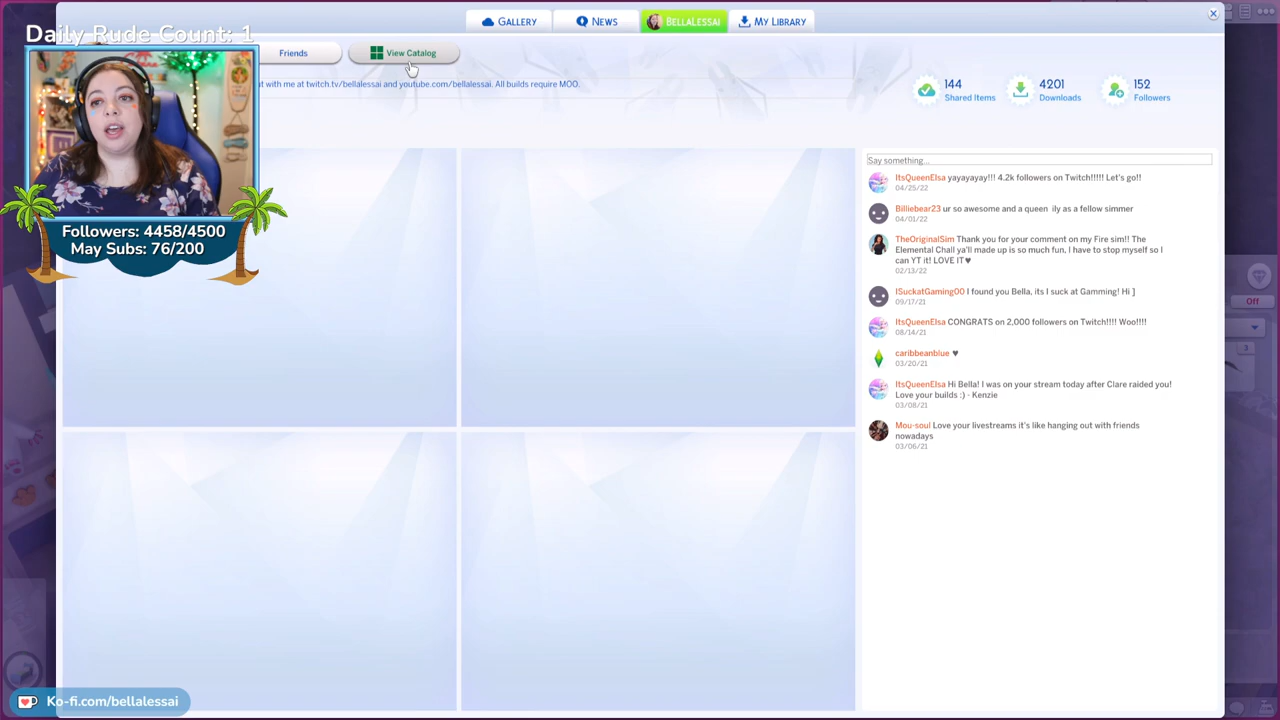 GALLERY
NEWS
BELLALESSAI
MY LIBRARY
Daily Rude Count: 1
Friends
View Catalog
t with me at twitch.tv/bellalessai and youtube.com/bellalessai. All builds require MOO.
144
Shared Items
4201
Downloads
152
Followers
Followers: 4458/4500
May Subs: 76/200
Say something...
ItsQueenElsa yayayayay!!! 4.2k followers on Twitch!!!!! Let's go!!
04/25/22
Billiebear23 ur so awesome and a queen ily as a fellow simmer
04/01/22
TheOriginalSim Thank you for your comment on my Fire sim!! The
Elemental Chall ya'll made up is so much fun, I have to stop myself so I
can YT it! LOVE IT♥
02/13/22
ISuckatGaming00 I found you Bella, its I suck at Gamming! Hi ]
09/17/21
ItsQueenElsa CONGRATS on 2,000 followers on Twitch!!!! Woo!!!!
08/14/21
caribbeanblue ♥
03/20/21
ItsQueenElsa Hi Bella! I was on your stream today after Clare raided you!
Love your builds :) - Kenzie
03/08/21
Mou-soul Love your livestreams it's like hanging out with friends
nowadays
03/06/21
Off
3
Ko-fi.com/bellalessai